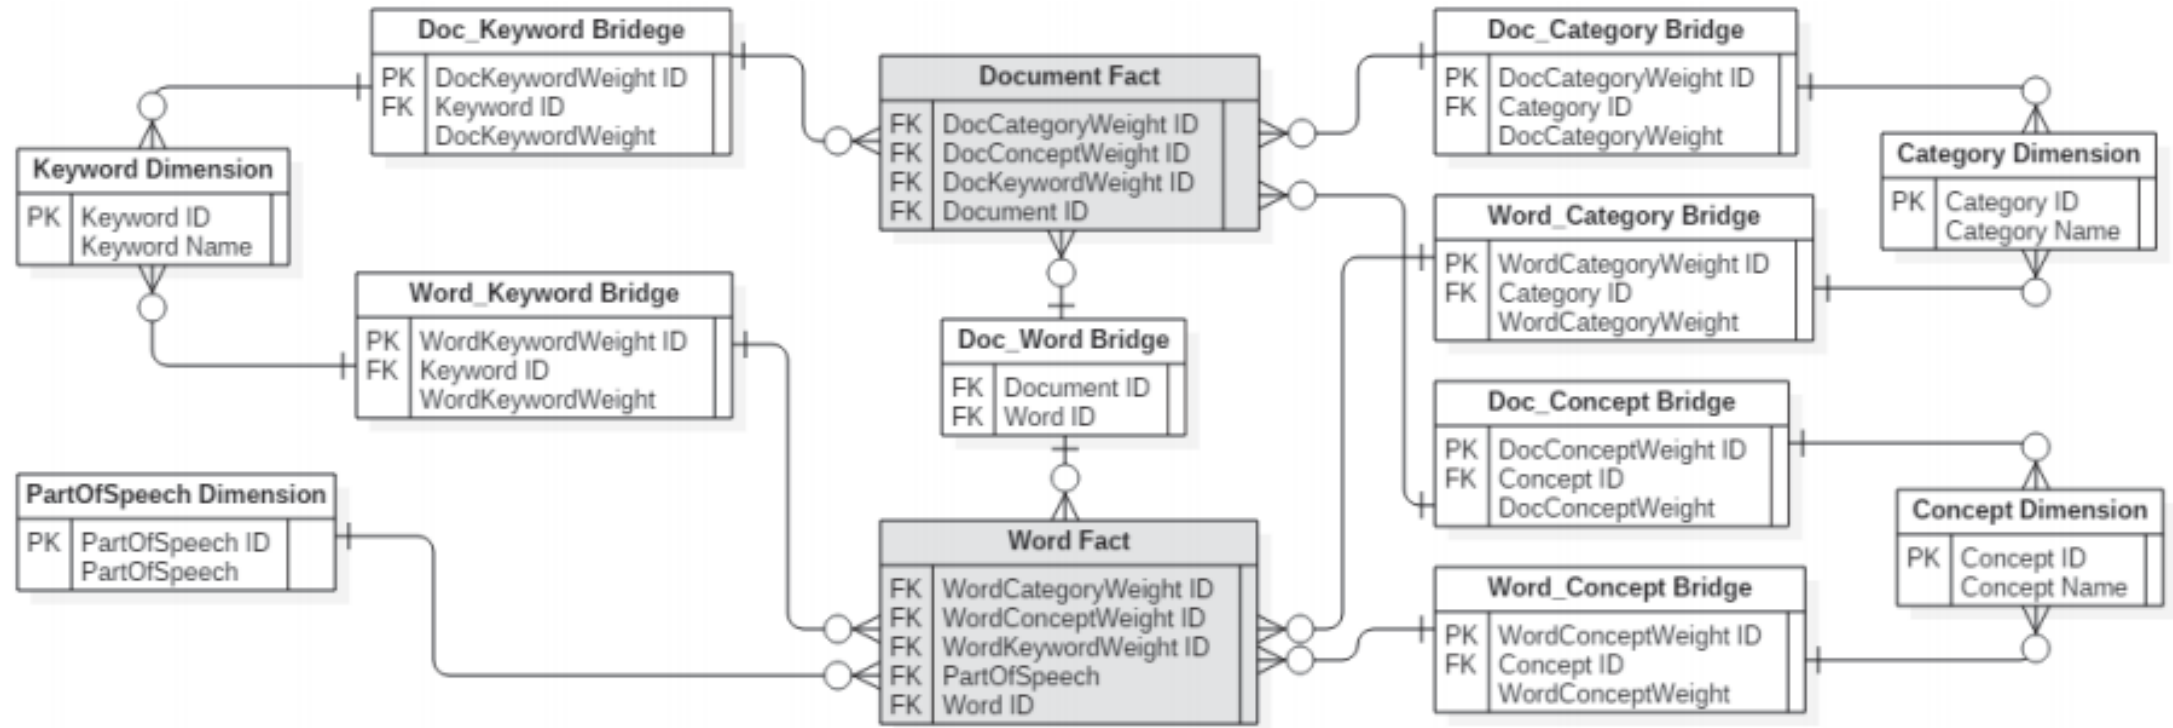 Doc_Keyword Bridege
PK DocKeywordWeight ID
FK Keyword ID
DocKeywordWeight
Keyword Dimension
PK Keyword ID
Keyword Name
Word_Keyword Bridge
PK WordKeywordWeight ID
FK Keyword ID
WordKeywordWeight
PartOfSpeech Dimension
PK PartOfSpeech ID
PartOfSpeech
Document Fact
FK DocCategoryWeight ID
FK DocConceptWeight ID
FK DocKeywordWeight ID
FK Document ID
Doc_Word Bridge
FK Document ID
FK Word ID
Word Fact
FK WordCategoryWeight ID
FK WordConceptWeight ID
FK WordKeywordWeight ID
FK PartOfSpeech
FK Word ID
Doc_Category Bridge
PK DocCategoryWeight ID
FK Category ID
DocCategoryWeight
Word_Category Bridge
PK WordCategoryWeight ID
FK Category ID
WordCategoryWeight
Doc_Concept Bridge
PK DocConceptWeight ID
FK Concept ID
DocConceptWeight
Word_Concept Bridge
PK WordConceptWeight ID
FK Concept ID
WordConceptWeight
Category Dimension
PK Category ID
Category Name
Concept Dimension
PK Concept ID
Concept Name